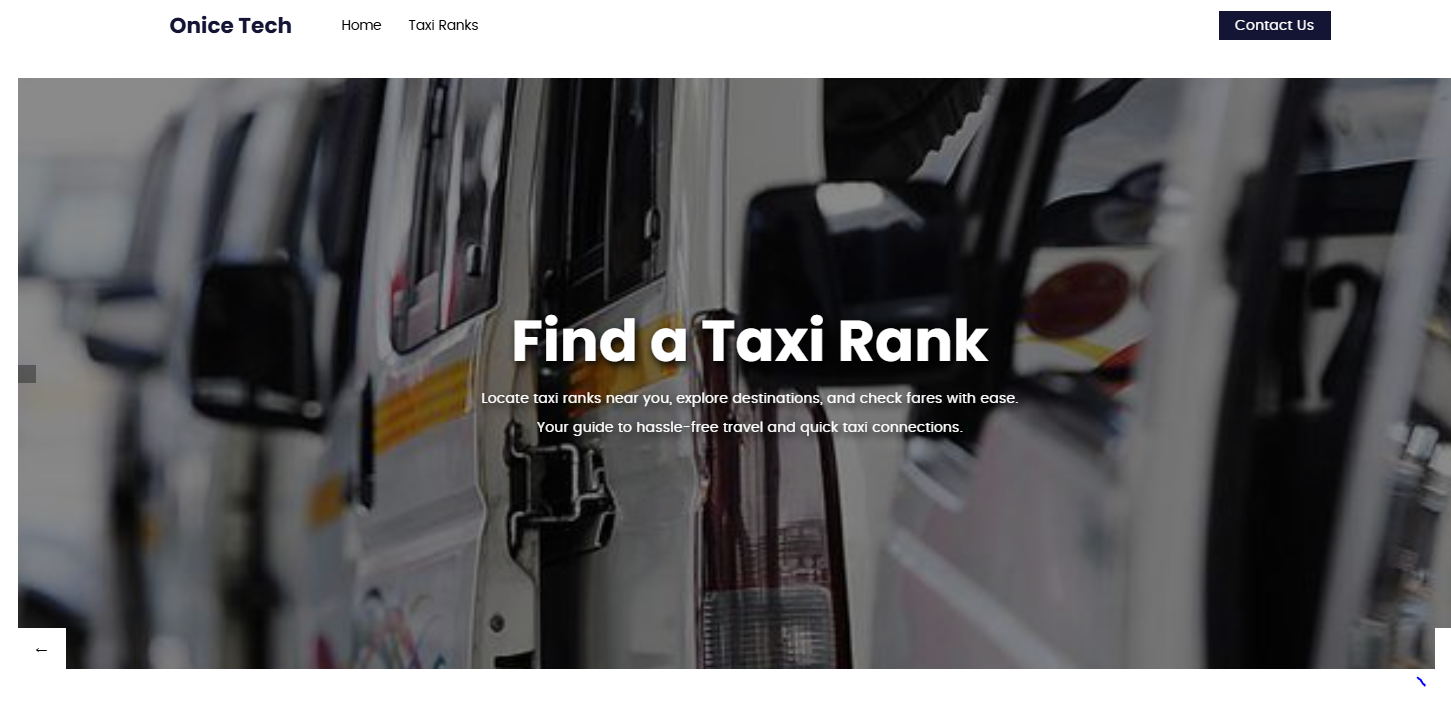 Onice Tech
Home
Taxi Ranks
Contact Us
Find a Taxi Rank
Locate taxi ranks near you, explore destinations, and check fares with ease.
Your guide to hassle-free travel and quick taxi connections.
←